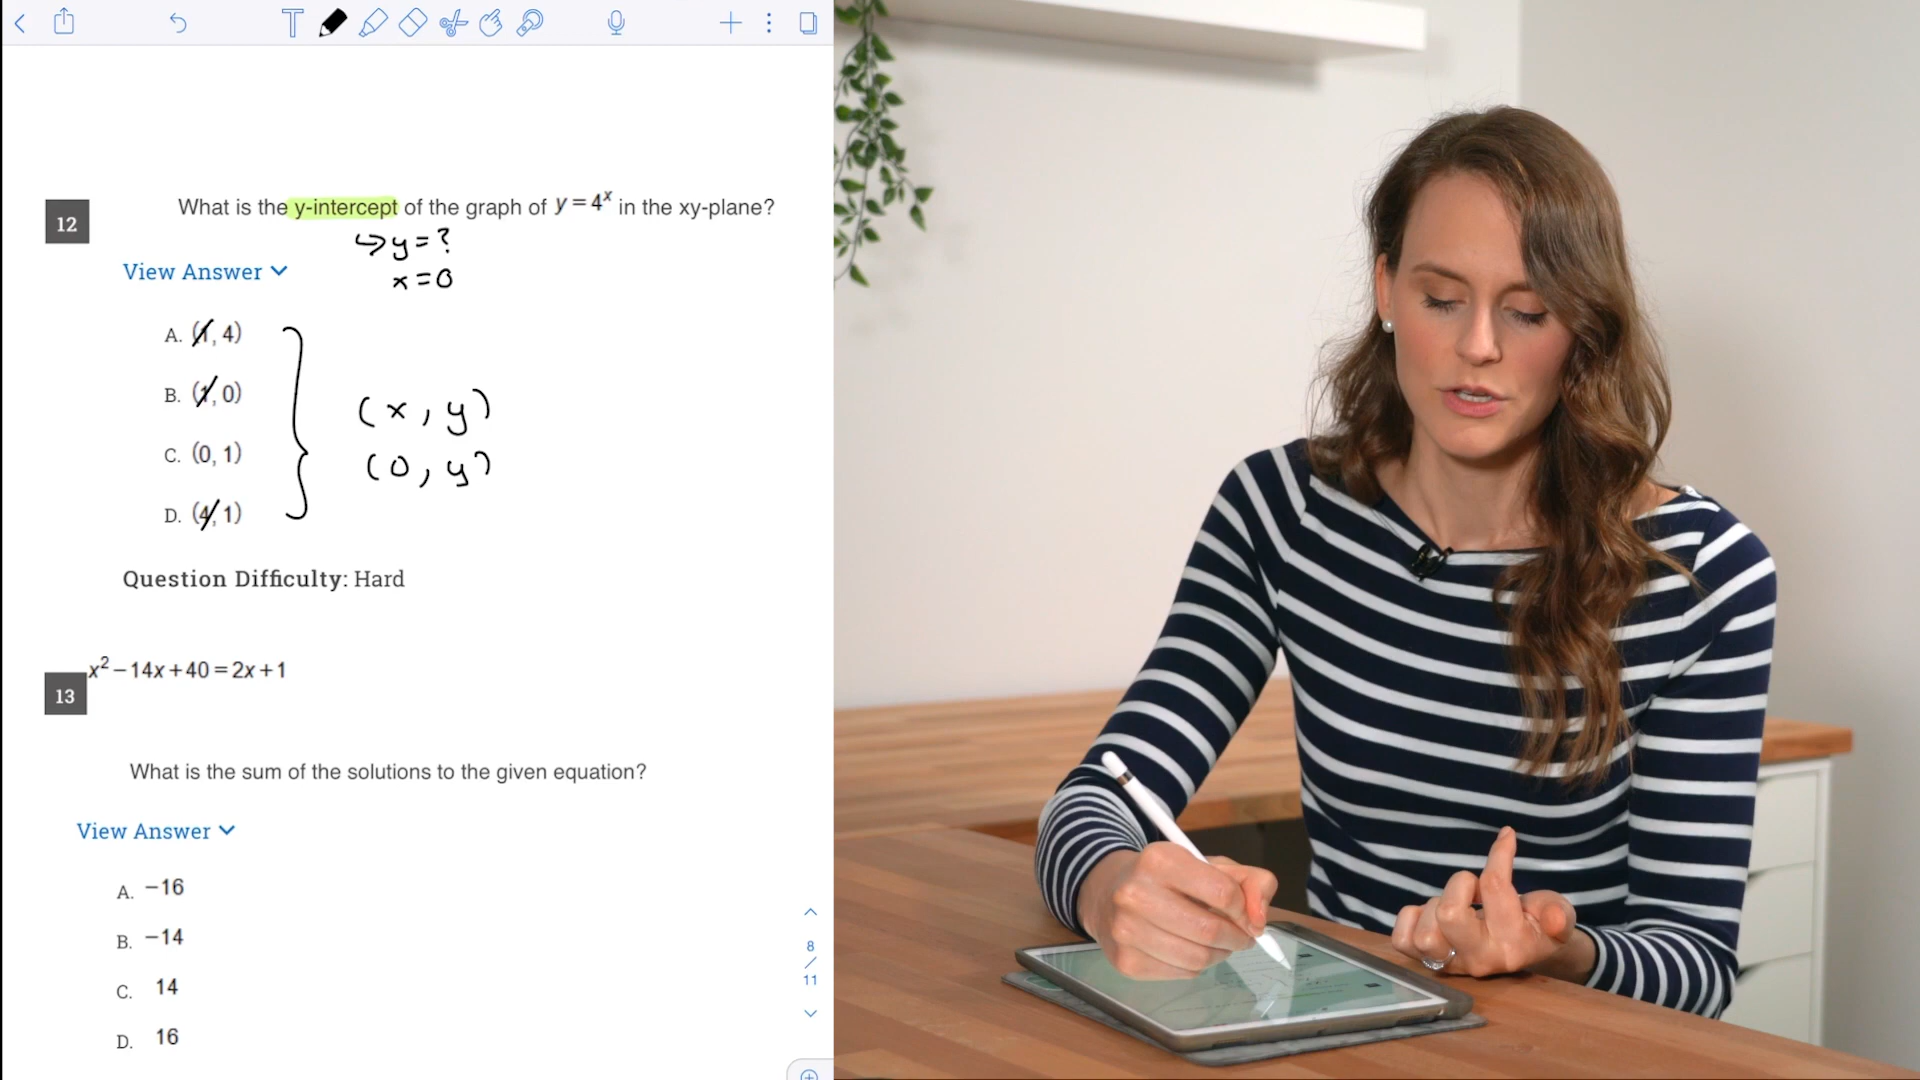 12
What is the y-intercept of the graph of y = 4ˣ in the xy-plane?
↪ y = ?
x = 0
View Answer
A. (1, 4)
B. (1, 0)
C. (0, 1)
D. (4, 1)
(x, y)
(0, y)
Question Difficulty: Hard
13
x² − 14x + 40 = 2x + 1
What is the sum of the solutions to the given equation?
View Answer
A. −16
B. −14
C. 14
D. 16
8
/
11